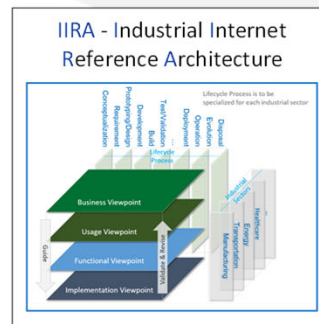 IIRA - Industrial Internet
Reference Architecture
Lifecycle Process is to be
specialized for each industrial sector
Conceptualization
Requirement
Prototyping/Design
Development
Build
Test/Validation
...
Deployment
Operation
Evolution
Disposal
Lifecycle
Process
Business Viewpoint
Usage Viewpoint
Functional Viewpoint
Implementation Viewpoint
Guide
Validate & Revise
Industrial
Sectors
Manufacturing
Transportation
Energy
Healthcare
...